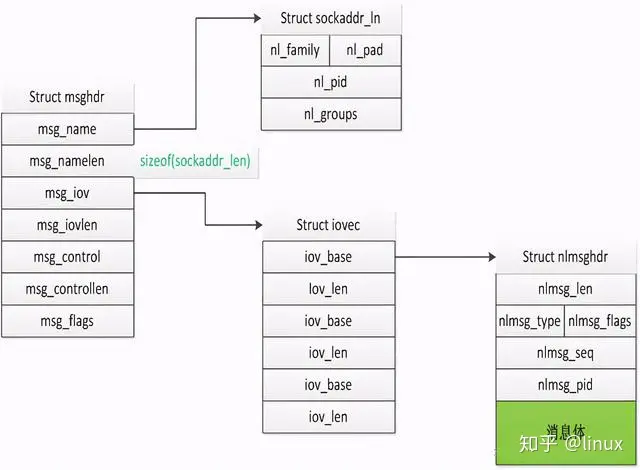 Struct sockaddr_ln
nl_family nl_pad
nl_pid
nl_groups
Struct msghdr
msg_name
msg_namelen sizeof(sockaddr_len)
msg_iov
msg_iovlen
msg_control
msg_controllen
msg_flags
Struct iovec
iov_base
Iov_len
iov_base
iov_len
iov_base
iov_len
Struct nlmsghdr
nlmsg_len
nlmsg_type nlmsg_flags
nlmsg_seq
nlmsg_pid
消息体
知乎 @linux